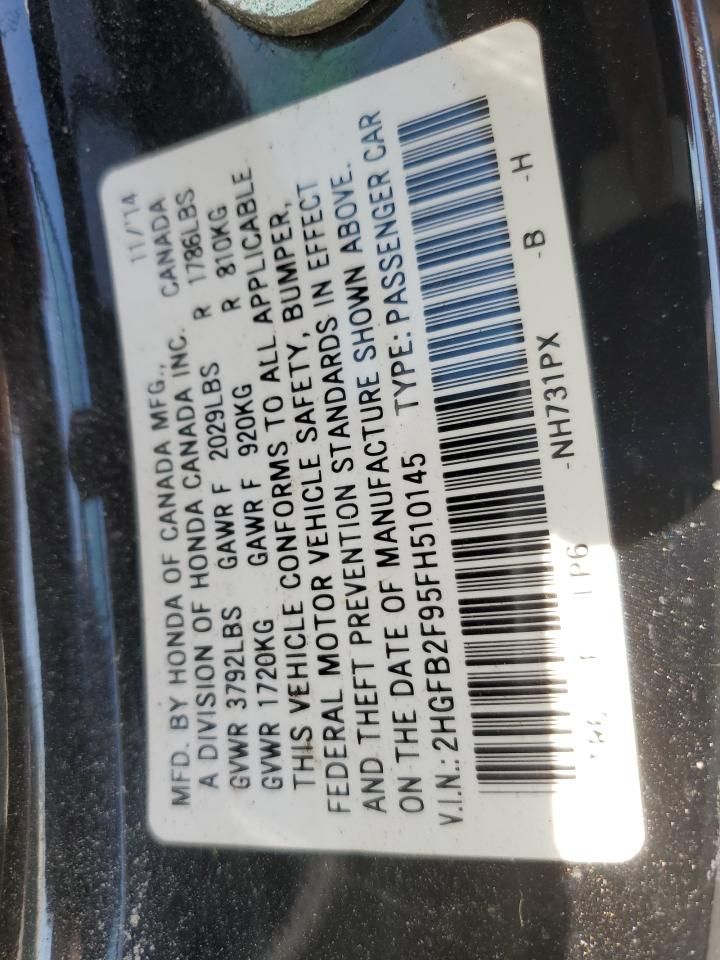 MFD. BY HONDA OF CANADA MFG., 11/14
A DIVISION OF HONDA CANADA INC. CANADA
GVWR 3792LBS GAWR F 2029LBS R 1786LBS
GVWR 1720KG GAWR F 920KG R 810KG
THIS VEHICLE CONFORMS TO ALL APPLICABLE
FEDERAL MOTOR VEHICLE SAFETY, BUMPER,
AND THEFT PREVENTION STANDARDS IN EFFECT
ON THE DATE OF MANUFACTURE SHOWN ABOVE.
V.I.N.: 2HGFB2F95FH510145 TYPE: PASSENGER CAR
-NH731PX -B -H